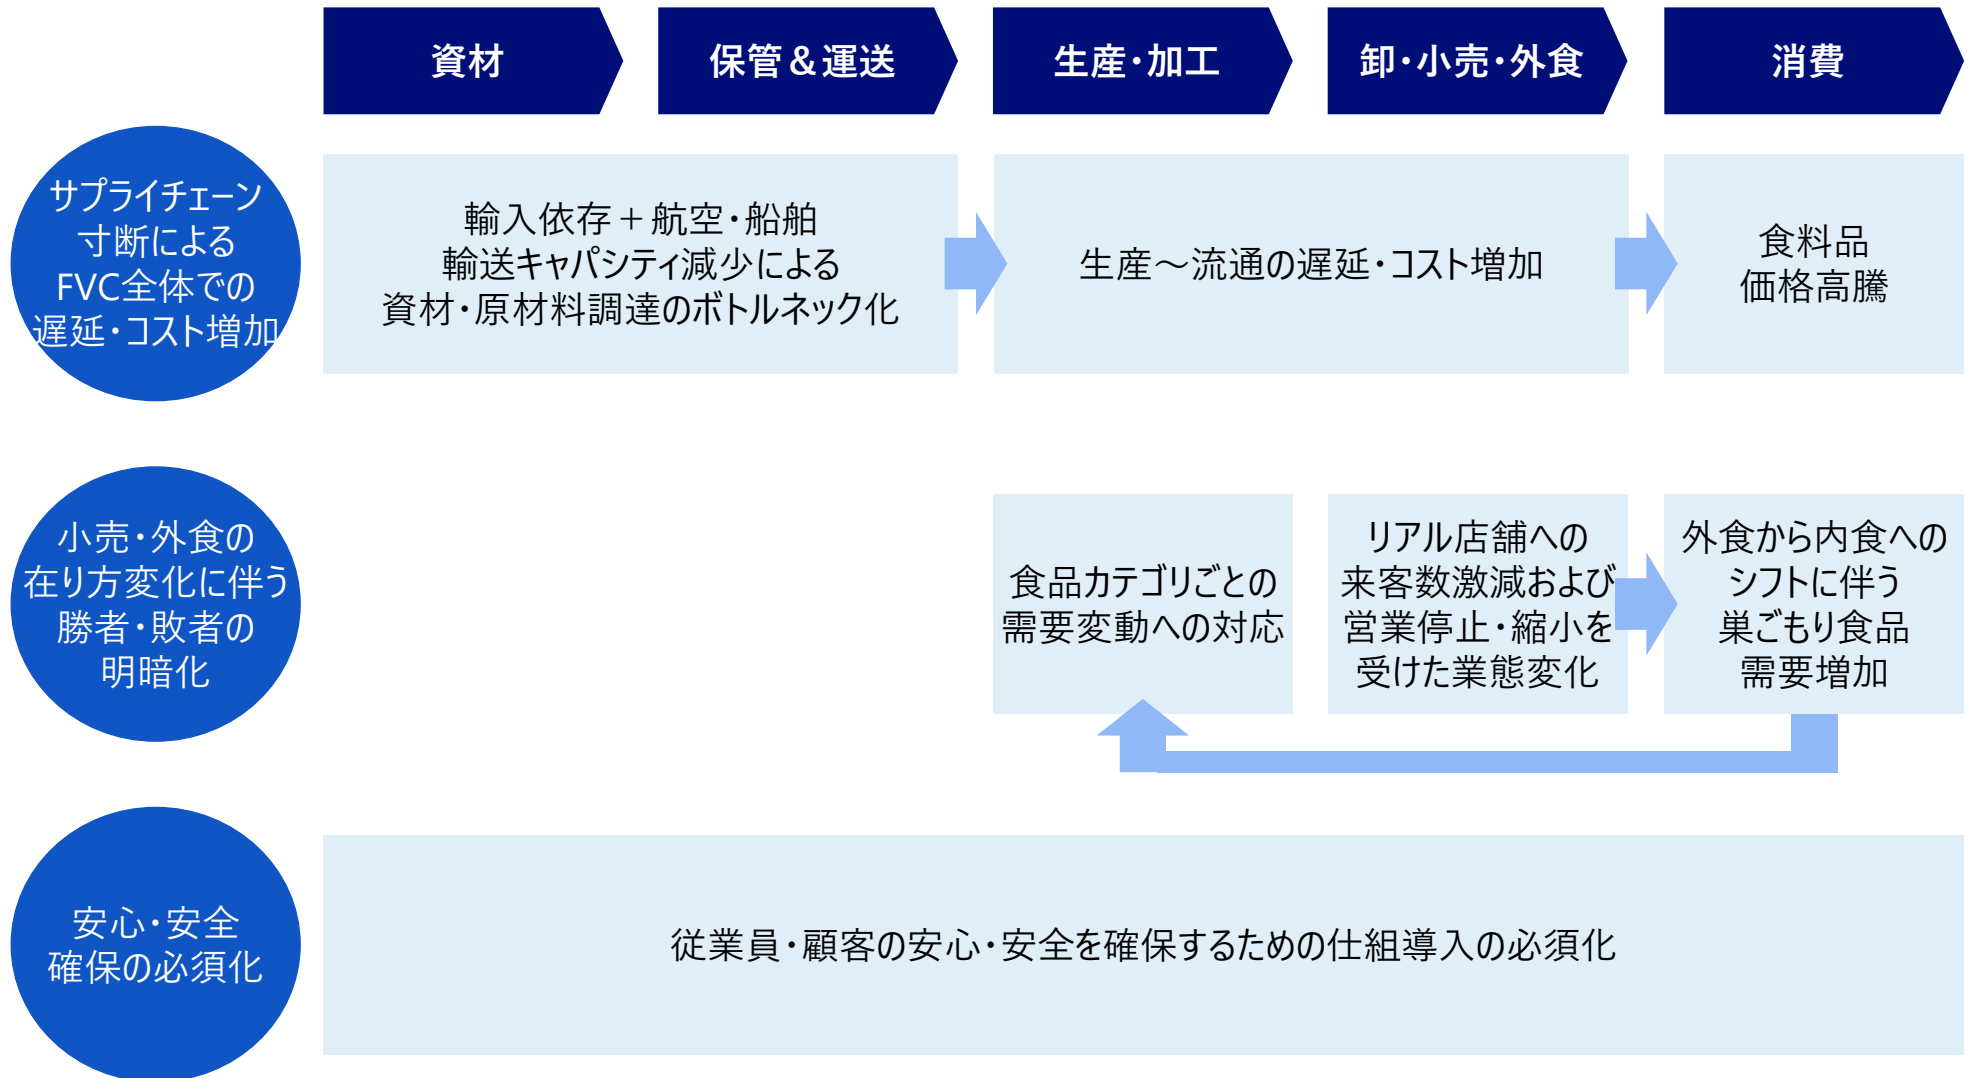 資材
保管＆運送
生産・加工
卸・小売・外食
消費
サプライチェーン
寸断による
FVC全体での
遅延・コスト増加
輸入依存＋航空・船舶
輸送キャパシティ減少による
資材・原材料調達のボトルネック化
生産～流通の遅延・コスト増加
食料品
価格高騰
小売・外食の
在り方変化に伴う
勝者・敗者の
明暗化
食品カテゴリごとの
需要変動への対応
リアル店舗への
来客数激減および
営業停止・縮小を
受けた業態変化
外食から内食への
シフトに伴う
巣ごもり食品
需要増加
安心・安全
確保の必須化
従業員・顧客の安心・安全を確保するための仕組導入の必須化